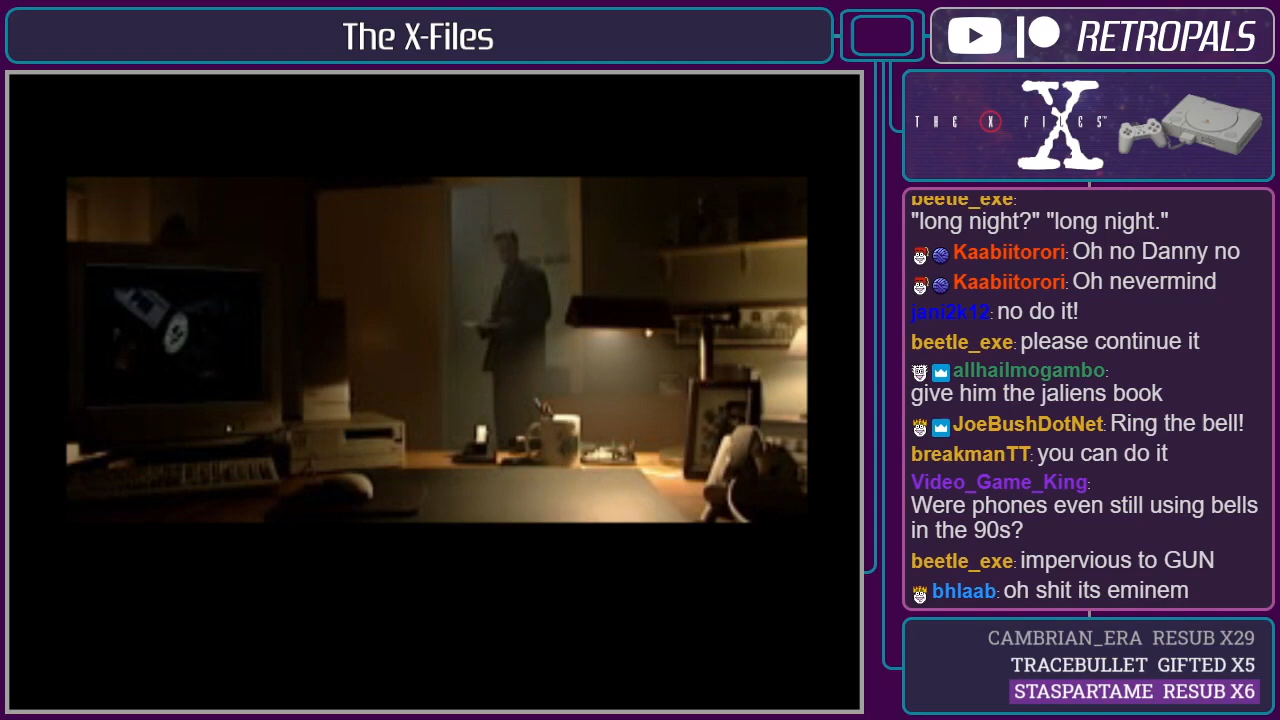 The X-Files
RETROPALS
THE X FILES™
X
beetle_exe:
"long night?" "long night."
Kaabiitorori: Oh no Danny no
Kaabiitorori: Oh nevermind
jani2k12: no do it!
beetle_exe: please continue it
allhailmogambo:
give him the jaliens book
JoeBushDotNet: Ring the bell!
breakmanTT: you can do it
Video_Game_King:
Were phones even still using bells
in the 90s?
beetle_exe: impervious to GUN
bhlaab: oh shit its eminem
CAMBRIAN_ERA RESUB X29
TRACEBULLET GIFTED X5
STASPARTAME RESUB X6